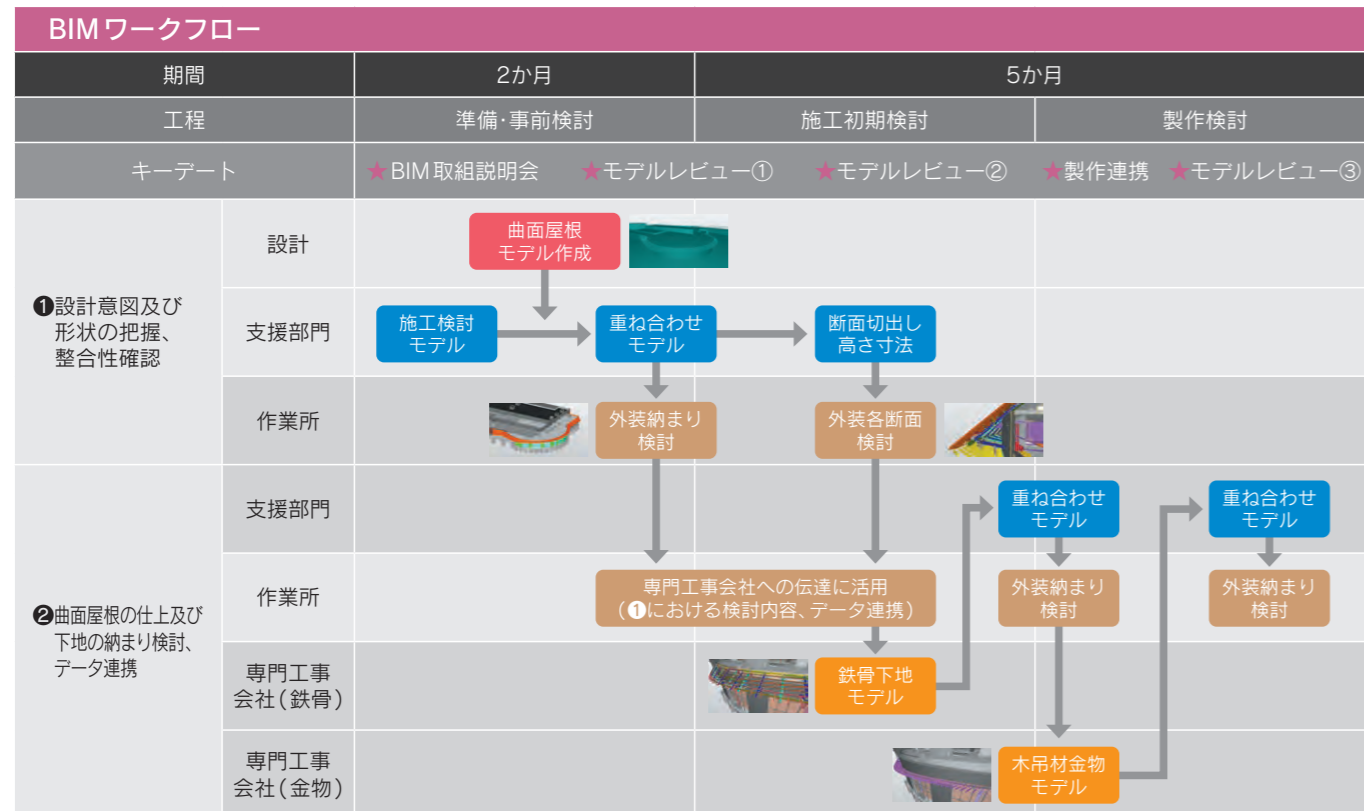 BIMワークフロー
期間 2か月 5か月
工程 準備・事前検討 施工初期検討 製作検討
キーデート ★BIM取組説明会 ★モデルレビュー① ★モデルレビュー② ★製作連携 ★モデルレビュー③
❶設計意図及び
形状の把握、
整合性確認
設計
曲面屋根
モデル作成
支援部門
施工検討
モデル
重ね合わせ
モデル
断面切出し
高さ寸法
作業所
外装納まり
検討
外装各断面
検討
❷曲面屋根の仕上及び
下地の納まり検討、
データ連携
支援部門
重ね合わせ
モデル
重ね合わせ
モデル
作業所
専門工事会社への伝達に活用
(❶における検討内容、データ連携)
外装納まり
検討
外装納まり
検討
専門工事
会社(鉄骨)
鉄骨下地
モデル
専門工事
会社(金物)
木吊材金物
モデル